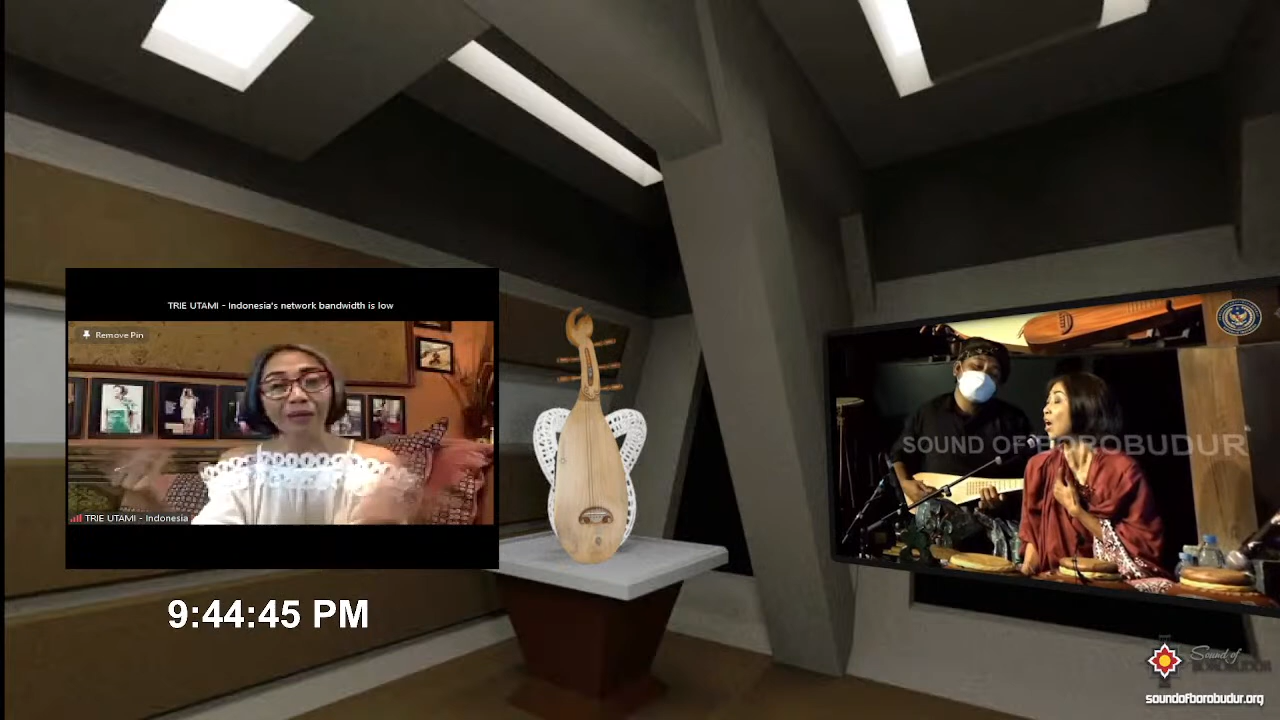 TRIE UTAMI - Indonesia's network bandwidth is low
Remove Pin
TRIE UTAMI - Indonesia
9:44:45 PM
SOUND OF BOROBUDUR
Sound of
soundofborobudur.org